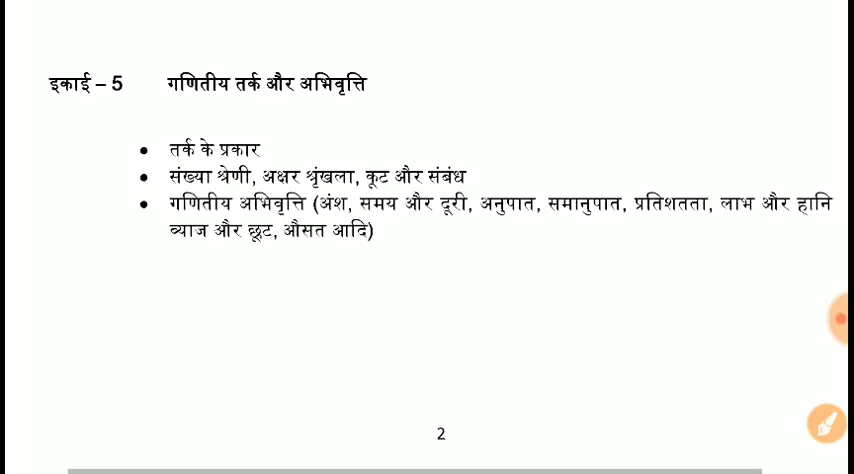 इकाई – 5 गणितीय तर्क और अभिवृत्ति
• तर्क के प्रकार
• संख्या श्रेणी, अक्षर श्रृंखला, कूट और संबंध
• गणितीय अभिवृत्ति (अंश, समय और दूरी, अनुपात, समानुपात, प्रतिशतता, लाभ और हानि
व्याज और छूट, औसत आदि)
2